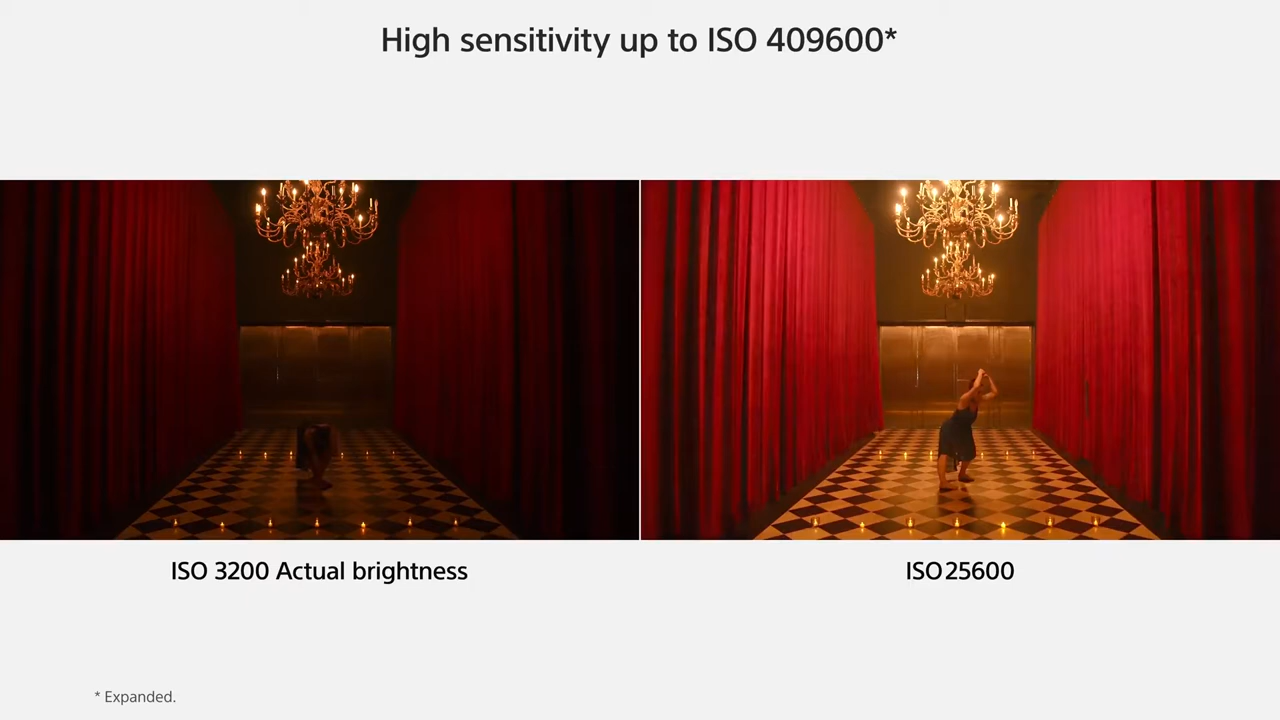 High sensitivity up to ISO 409600*
ISO 3200 Actual brightness
ISO25600
* Expanded.